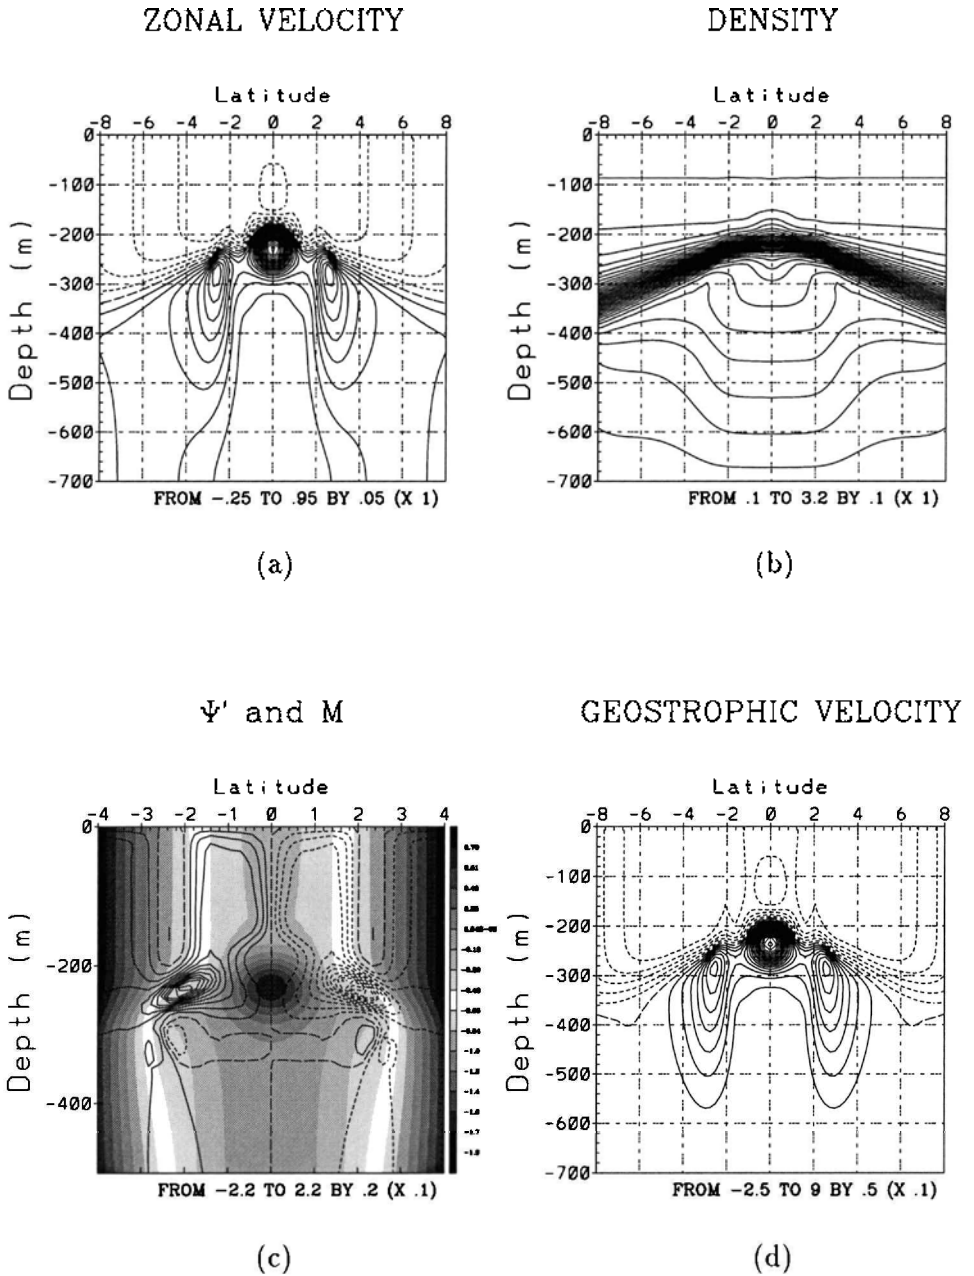 ZONAL VELOCITY
DENSITY
Latitude
-8 -6 -4 -2 0 2 4 6 8
0
-100
-200
-300
-400
-500
-600
-700
Depth (m)
FROM -.25 TO .95 BY .05 (X 1)
(a)
Latitude
-8 -6 -4 -2 0 2 4 6 8
0
-100
-200
-300
-400
-500
-600
-700
Depth (m)
FROM .1 TO 3.2 BY .1 (X 1)
(b)
Ψ' and M
GEOSTROPHIC VELOCITY
Latitude
-4 -3 -2 -1 0 1 2 3 4
0
-200
-400
Depth (m)
FROM -2.2 TO 2.2 BY .2 (X .1)
(c)
Latitude
-8 -6 -4 -2 0 2 4 6 8
0
-100
-200
-300
-400
-500
-600
-700
Depth (m)
FROM -2.5 TO 9 BY .5 (X .1)
(d)